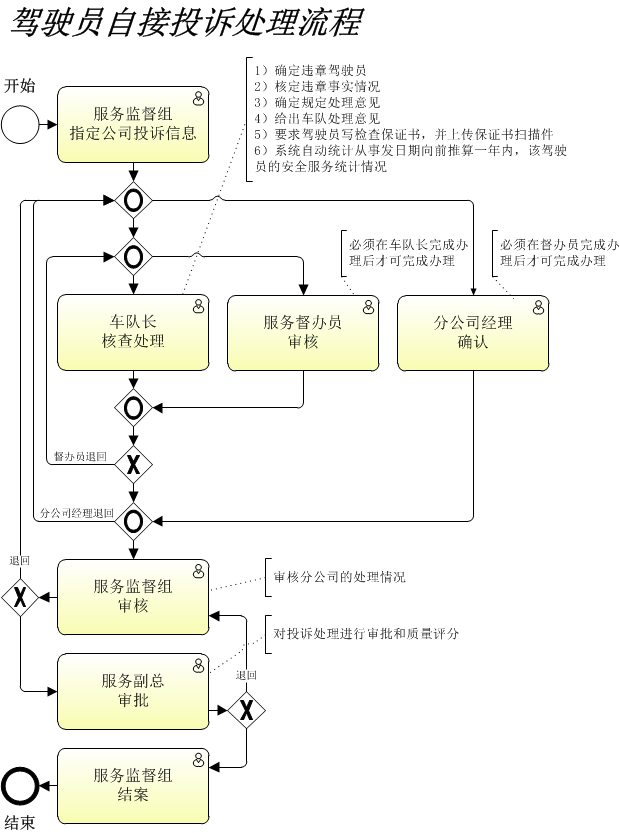 驾驶员自接投诉处理流程
开始
服务监督组
指定公司投诉信息
1）确定违章驾驶员
2）核定违章事实情况
3）确定规定处理意见
4）给出车队处理意见
5）要求驾驶员写检查保证书，并上传保证书扫描件
6）系统自动统计从事发日期向前推算一年内，该驾驶
员的安全服务统计情况
必须在车队长完成办
理后才可完成办理
必须在督办员完成办
理后才可完成办理
车队长
核查处理
服务督办员
审核
分公司经理
确认
督办员退回
分公司经理退回
退回
服务监督组
审核
审核分公司的处理情况
对投诉处理进行审批和质量评分
服务副总
审批
退回
服务监督组
结案
结束